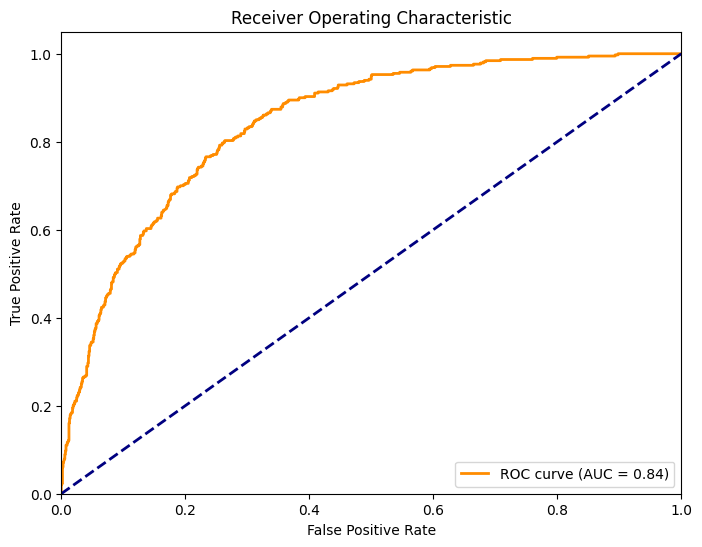 Receiver Operating Characteristic
True Positive Rate
1.0
0.8
0.6
0.4
0.2
0.0
ROC curve (AUC = 0.84)
0.0 0.2 0.4 0.6 0.8 1.0
False Positive Rate